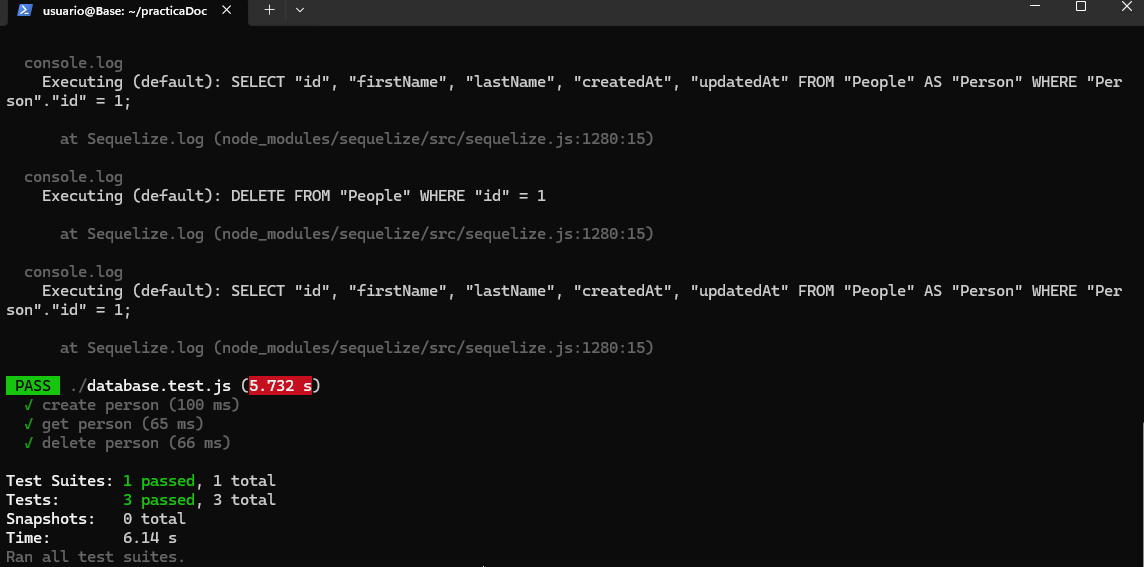 usuario@Base: ~/practicaDoc
console.log
Executing (default): SELECT "id", "firstName", "lastName", "createdAt", "updatedAt" FROM "People" AS "Person" WHERE "Per
son"."id" = 1;
at Sequelize.log (node_modules/sequelize/src/sequelize.js:1280:15)
console.log
Executing (default): DELETE FROM "People" WHERE "id" = 1
at Sequelize.log (node_modules/sequelize/src/sequelize.js:1280:15)
console.log
Executing (default): SELECT "id", "firstName", "lastName", "createdAt", "updatedAt" FROM "People" AS "Person" WHERE "Per
son"."id" = 1;
at Sequelize.log (node_modules/sequelize/src/sequelize.js:1280:15)
PASS ./database.test.js (5.732 s)
√ create person (100 ms)
√ get person (65 ms)
√ delete person (66 ms)
Test Suites: 1 passed, 1 total
Tests: 3 passed, 3 total
Snapshots: 0 total
Time: 6.14 s
Ran all test suites.